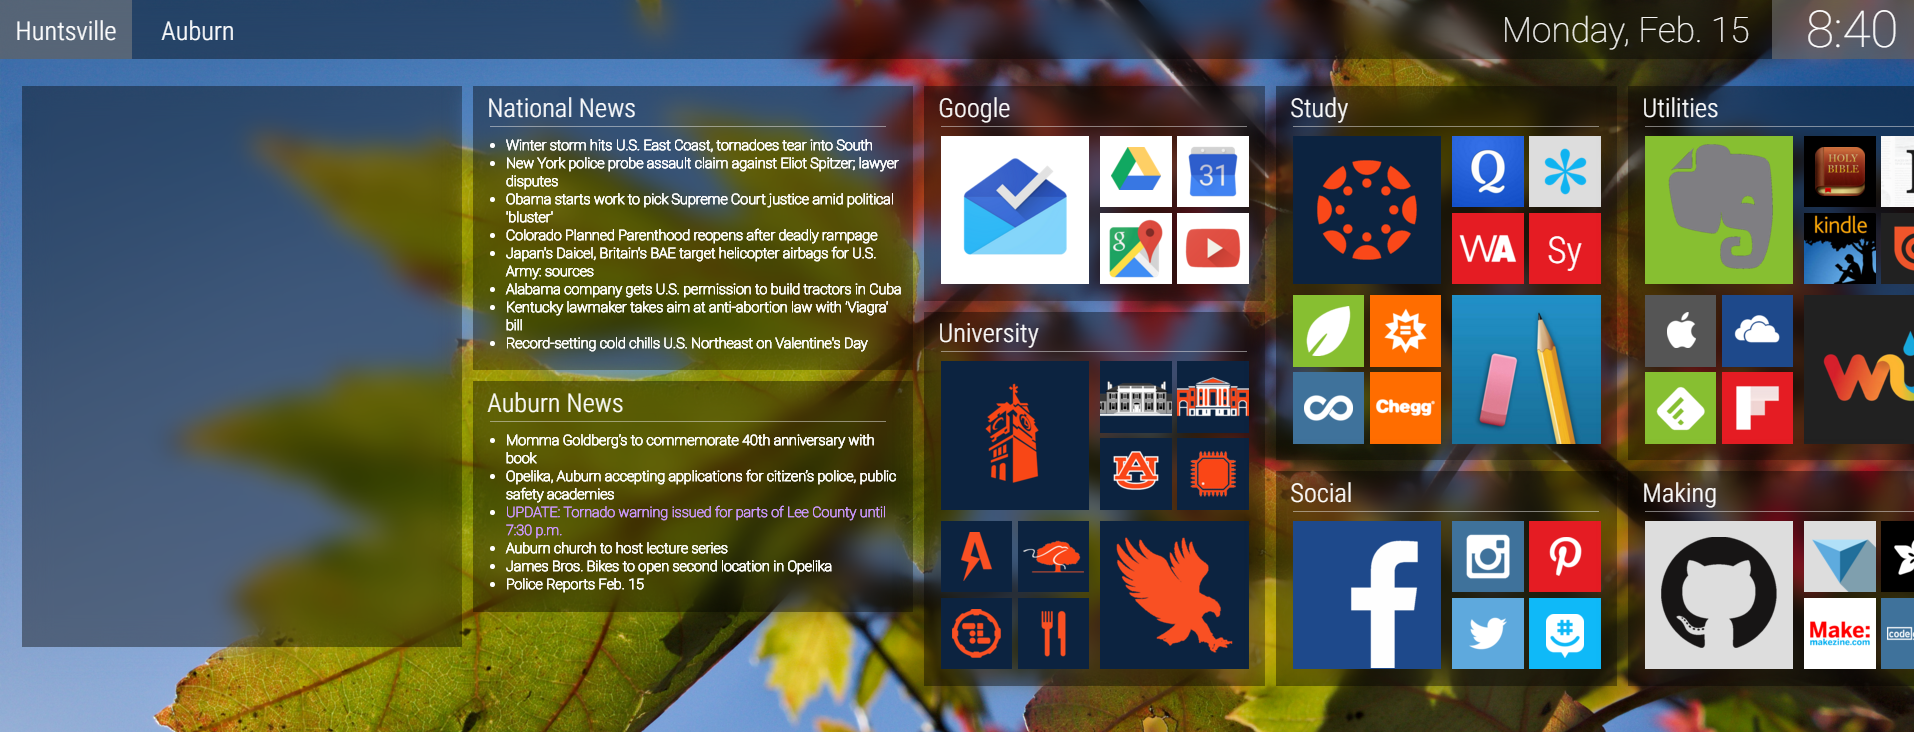 Huntsville
Auburn
Monday, Feb. 15
8:40
National News
Winter storm hits U.S. East Coast, tornadoes tear into South
New York police probe assault claim against Eliot Spitzer; lawyer
disputes
Obama starts work to pick Supreme Court justice amid political
'bluster'
Colorado Planned Parenthood reopens after deadly rampage
Japan's Daicel, Britain's BAE target helicopter airbags for U.S.
Army: sources
Alabama company gets U.S. permission to build tractors in Cuba
Kentucky lawmaker takes aim at anti-abortion law with 'Viagra'
bill
Record-setting cold chills U.S. Northeast on Valentine's Day
Auburn News
Momma Goldberg's to commemorate 40th anniversary with
book
Opelika, Auburn accepting applications for citizen's police, public
safety academies
UPDATE: Tornado warning issued for parts of Lee County until
7:30 p.m.
Auburn church to host lecture series
James Bros. Bikes to open second location in Opelika
Police Reports Feb. 15
Google
31
g
University
AU
Study
Q
WA
Sy
Chegg
Social
f
Utilities
HOLY
BIBLE
kindle
F
Making
Make:
makezine.com
code